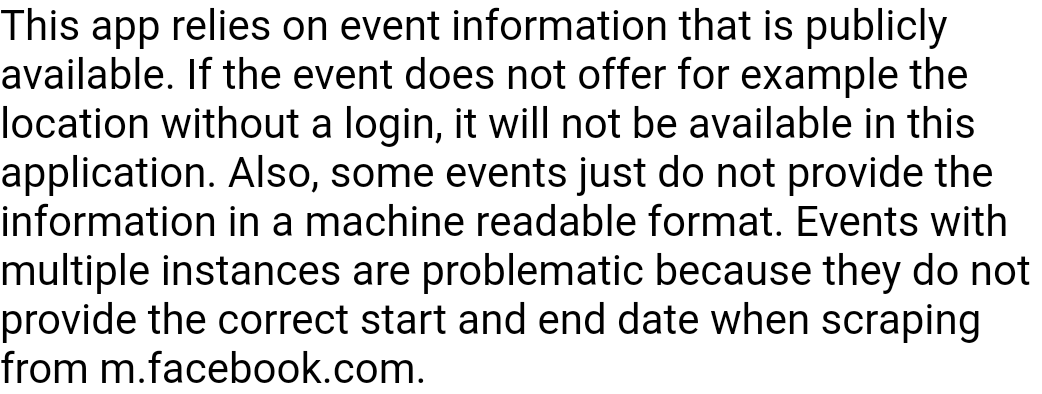 This app relies on event information that is publicly
available. If the event does not offer for example the
location without a login, it will not be available in this
application. Also, some events just do not provide the
information in a machine readable format. Events with
multiple instances are problematic because they do not
provide the correct start and end date when scraping
from m.facebook.com.